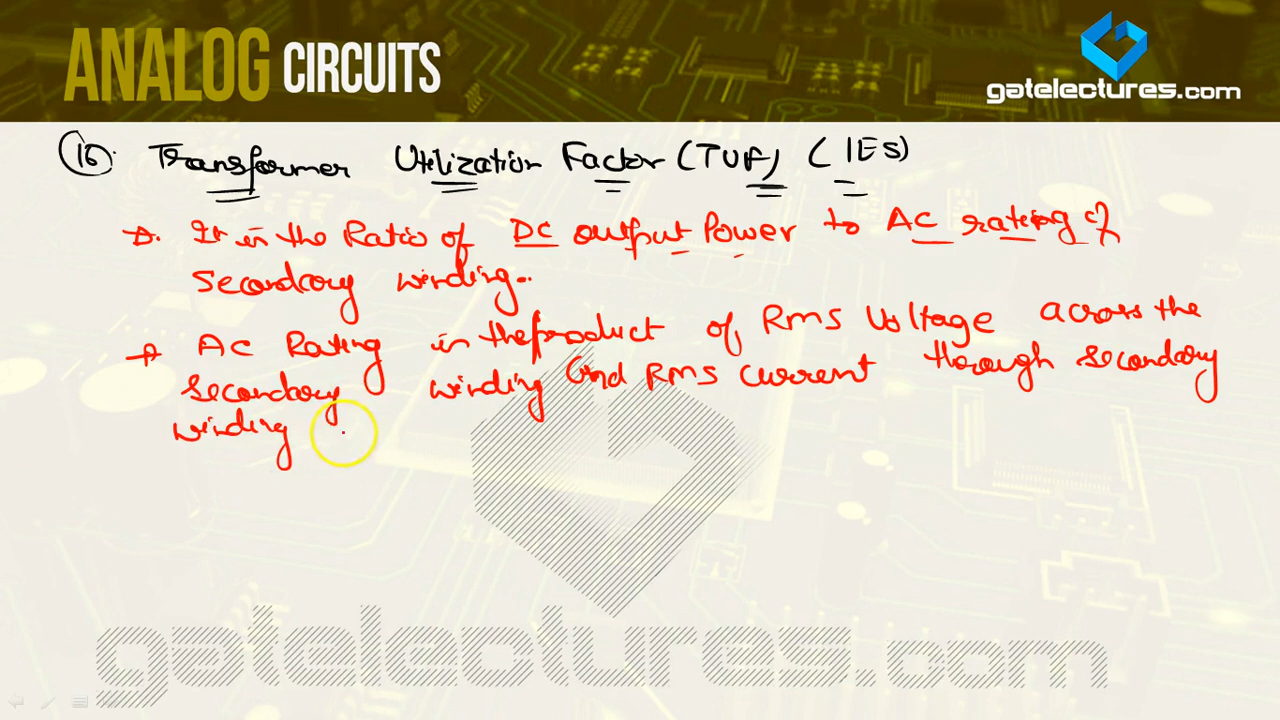 ANALOG CIRCUITS
gatelectures.com
(16). Transformer Utilization Factor (TUF) (IES)
It is the Ratio of DC output Power to AC rating of
secondary winding..
AC Rating is the product of RMS Voltage across the
secondary winding and RMS current through secondary
winding .
gatelectures.com